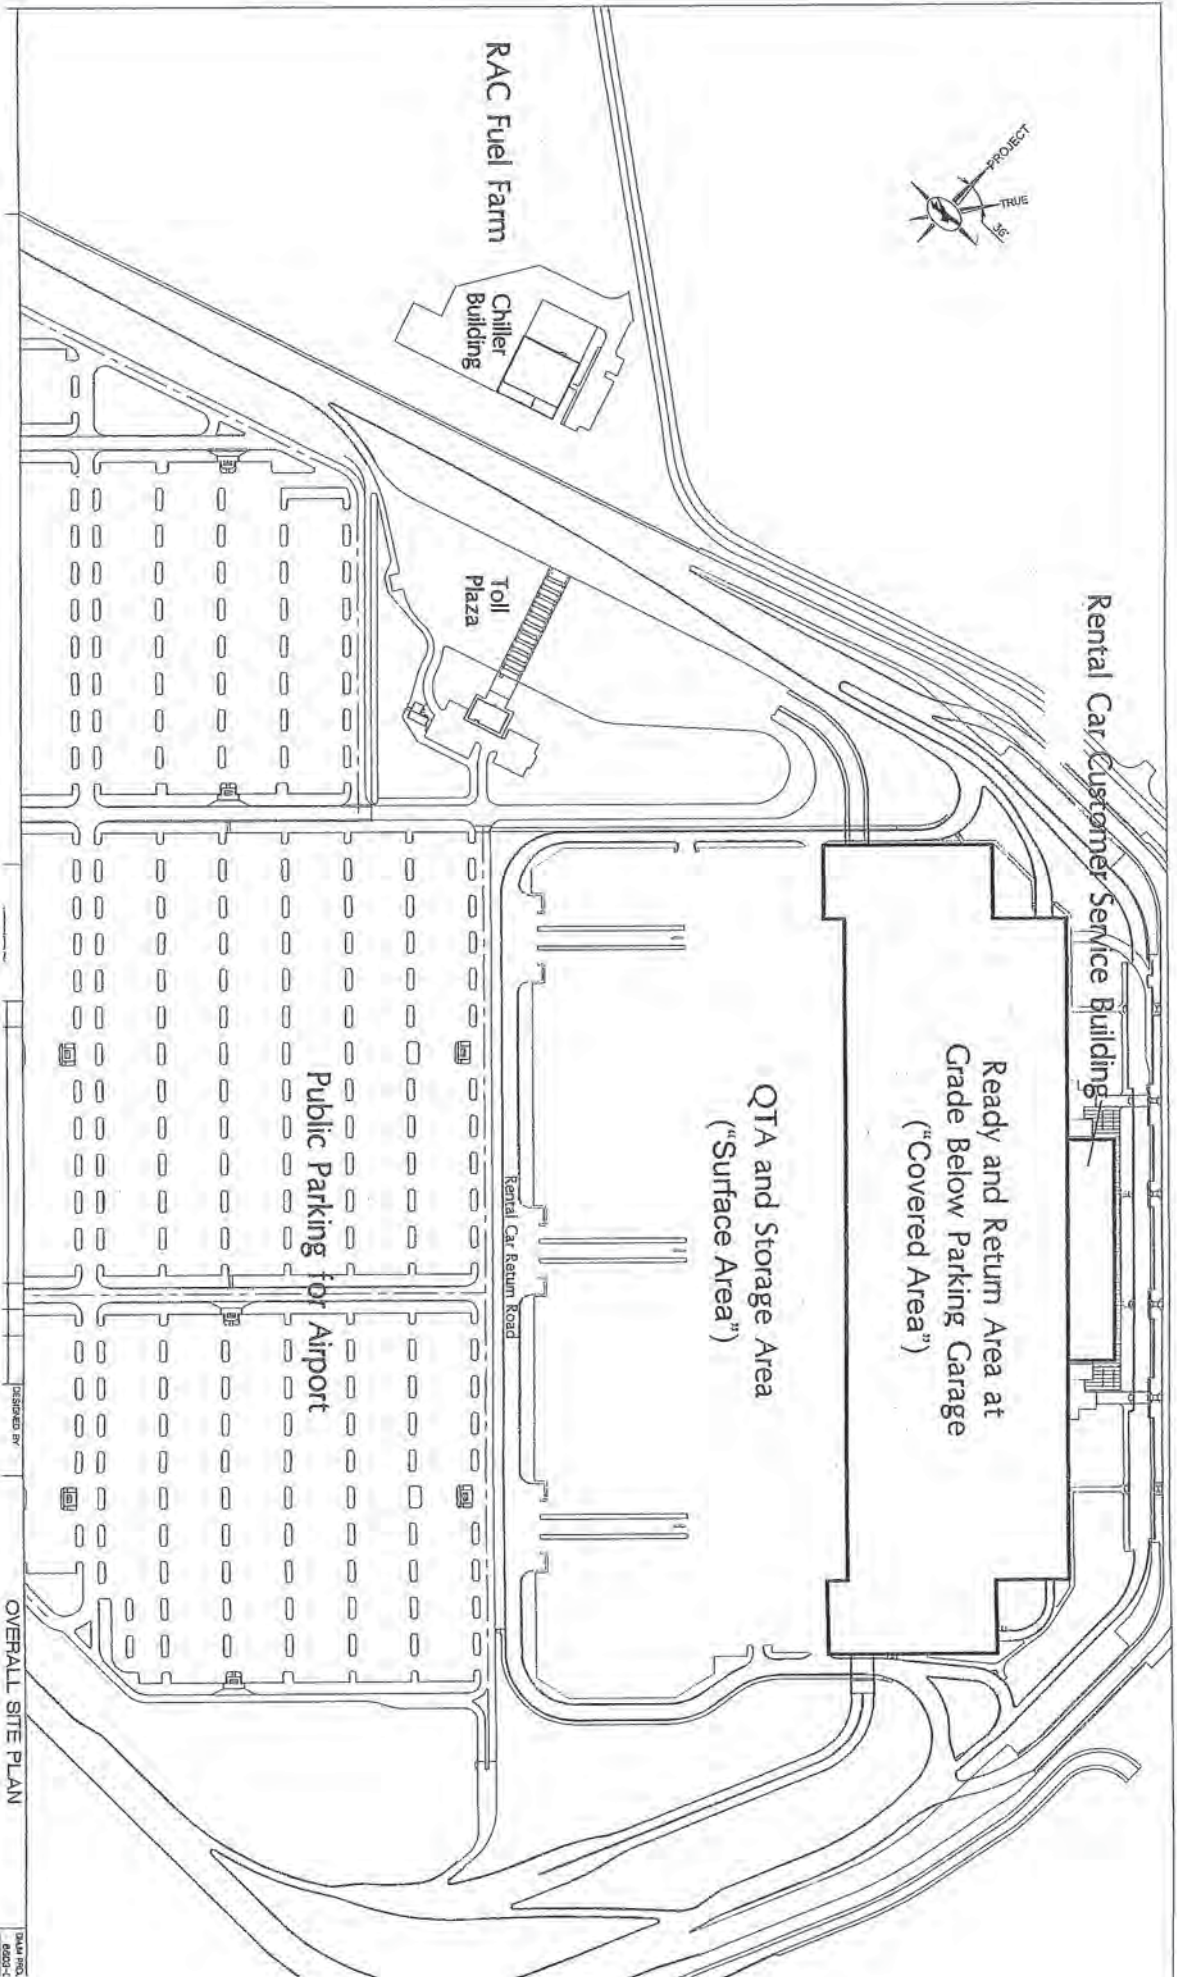 PROJECT
TRUE
36°
RAC Fuel Farm
Chiller
Building
Toll
Plaza
Rental Car Customer Service Building
Ready and Return Area at
Grade Below Parking Garage
("Covered Area")
QTA and Storage Area
("Surface Area")
Rental Car Return Road
Public Parking for Airport
DESIGNED BY
OVERALL SITE PLAN